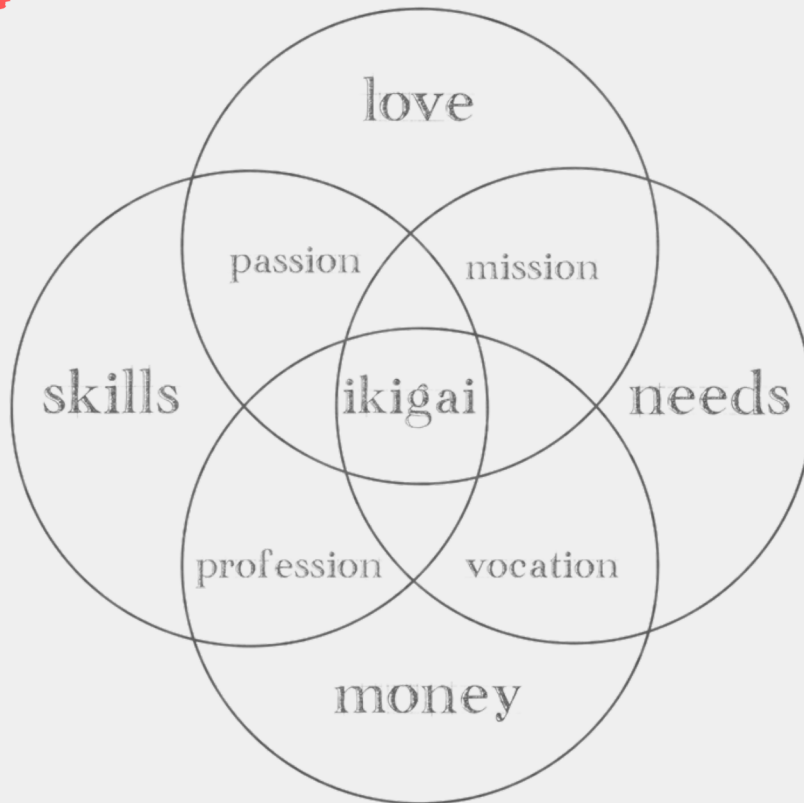 love
passion
mission
skills
ikigai
needs
profession
vocation
money